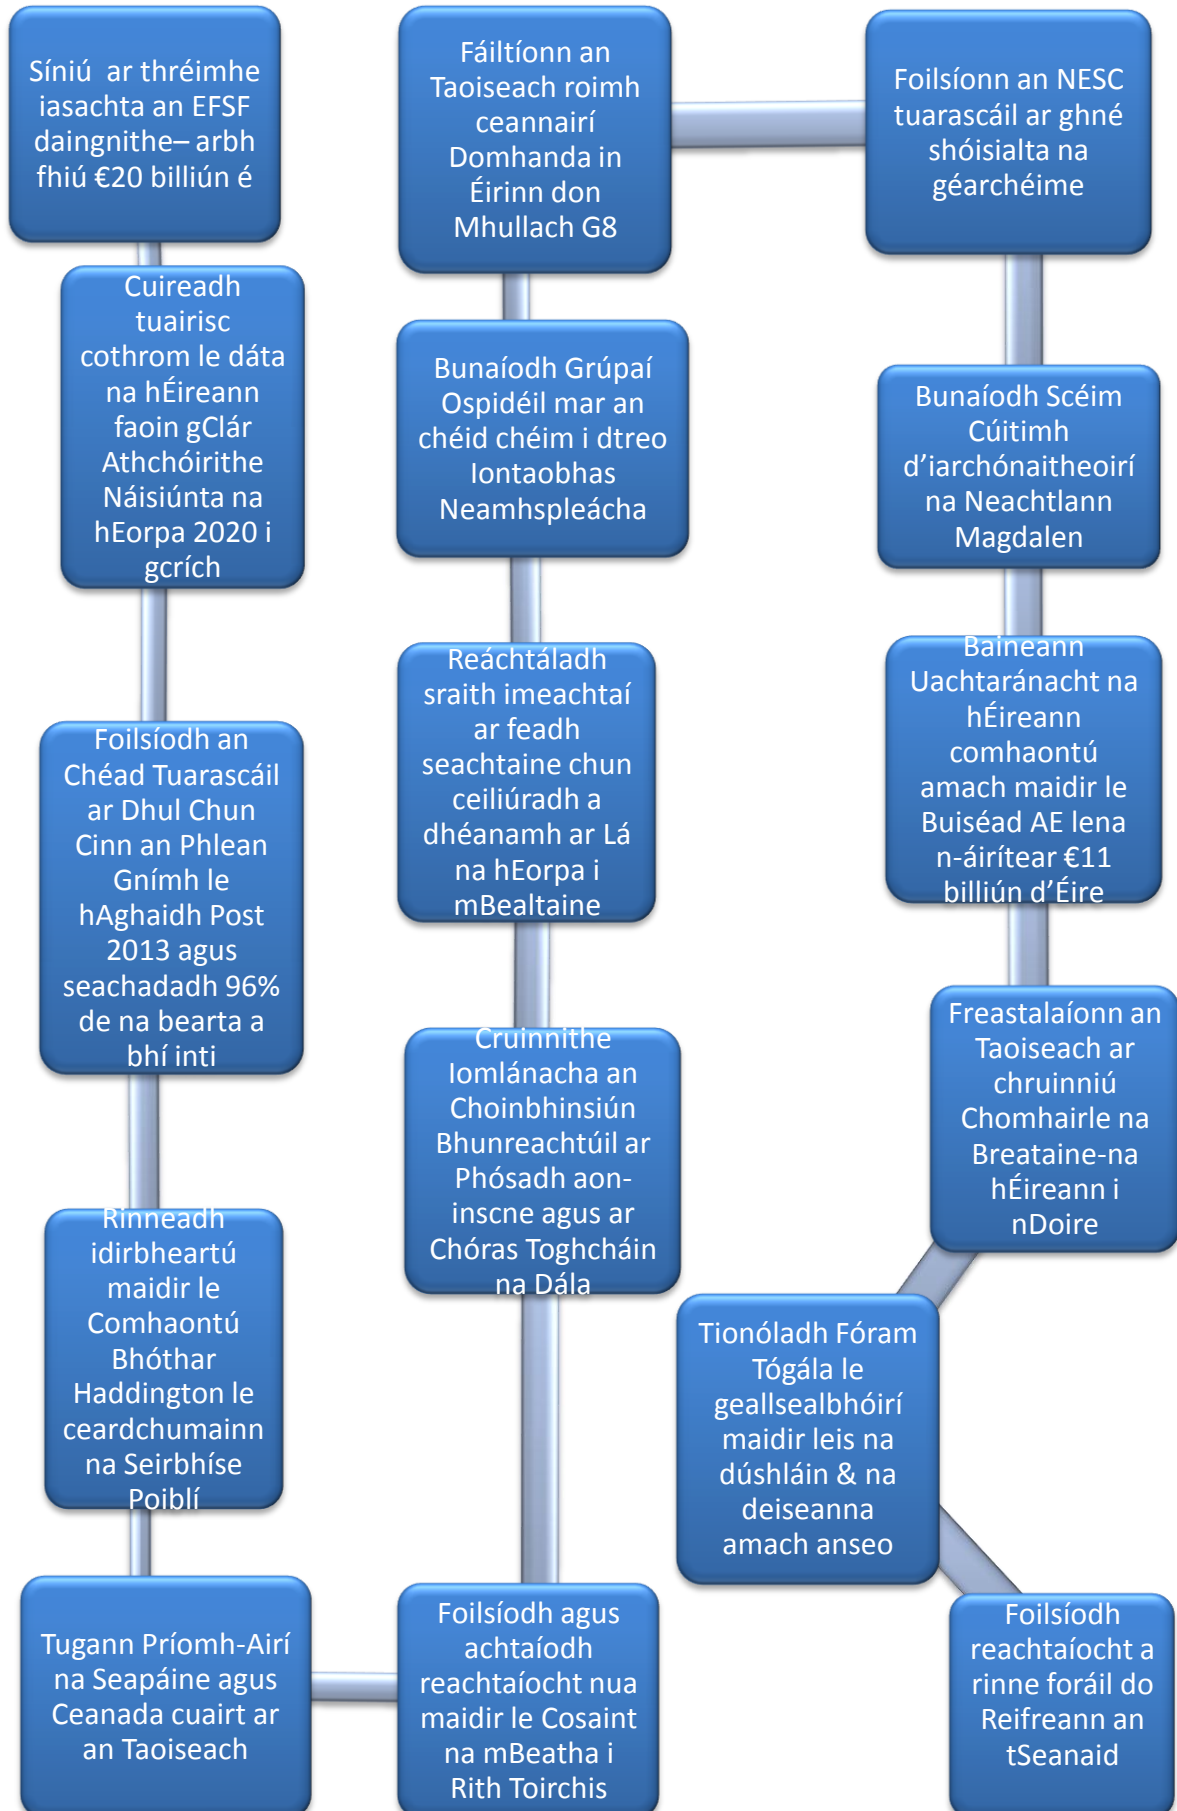 Síniú ar thréimhe
iasachta an EFSF
daingnithe– arbh
fhiú €20 billiún é
Cuireadh
tuairisc
cothrom le dáta
na hÉireann
faoin gClár
Athchóirithe
Náisiúnta na
hEorpa 2020 i
gcrích
Foilsíodh an
Chéad Tuarascáil
ar Dhul Chun
Cinn an Phlean
Gnímh le
hAghaidh Post
2013 agus
seachadadh 96%
de na bearta a
bhí inti
Rinneadh
idirbheartú
maidir le
Comhaontú
Bhóthar
Haddington le
ceardchumainn
na Seirbhíse
Poiblí
Tugann Príomh-Airí
na Seapáine agus
Ceanada cuairt ar
an Taoiseach
Foilsíodh agus
achtaíodh
reachtaíocht nua
maidir le Cosaint
na mBeatha i
Rith Toirchis
Cruinnithe
Iomlánacha an
Choinbhinsiún
Bhunreachtúil ar
Phósadh aon-
inscne agus ar
Chóras Toghcháin
na Dála
Reáchtáladh
sraith imeachtaí
ar feadh
seachtaine chun
ceiliúradh a
dhéanamh ar Lá
na hEorpa i
mBealtaine
Bunaíodh Grúpaí
Ospidéil mar an
chéid chéim i dtreo
Iontaobhas
Neamhspleácha
Fáiltíonn an
Taoiseach roimh
ceannairí
Domhanda in
Éirinn don
Mhullach G8
Foilsíonn an NESC
tuarascáil ar ghné
shóisialta na
géarchéime
Bunaíodh Scéim
Cúitimh
d’iarchónaitheoirí
na Neachtlann
Magdalen
Baineann
Uachtaránacht na
hÉireann
comhaontú
amach maidir le
Buiséad AE lena
n-áirítear €11
billiún d’Éire
Freastalaíonn an
Taoiseach ar
chruinniú
Chomhairle na
Breataine-na
hÉireann i
nDoire
Tionóladh Fóram
Tógála le
geallsealbhóirí
maidir leis na
dúshláin & na
deiseanna
amach anseo
Foilsíodh
reachtaíocht a
rinne foráil do
Reifreann an
tSeanaid